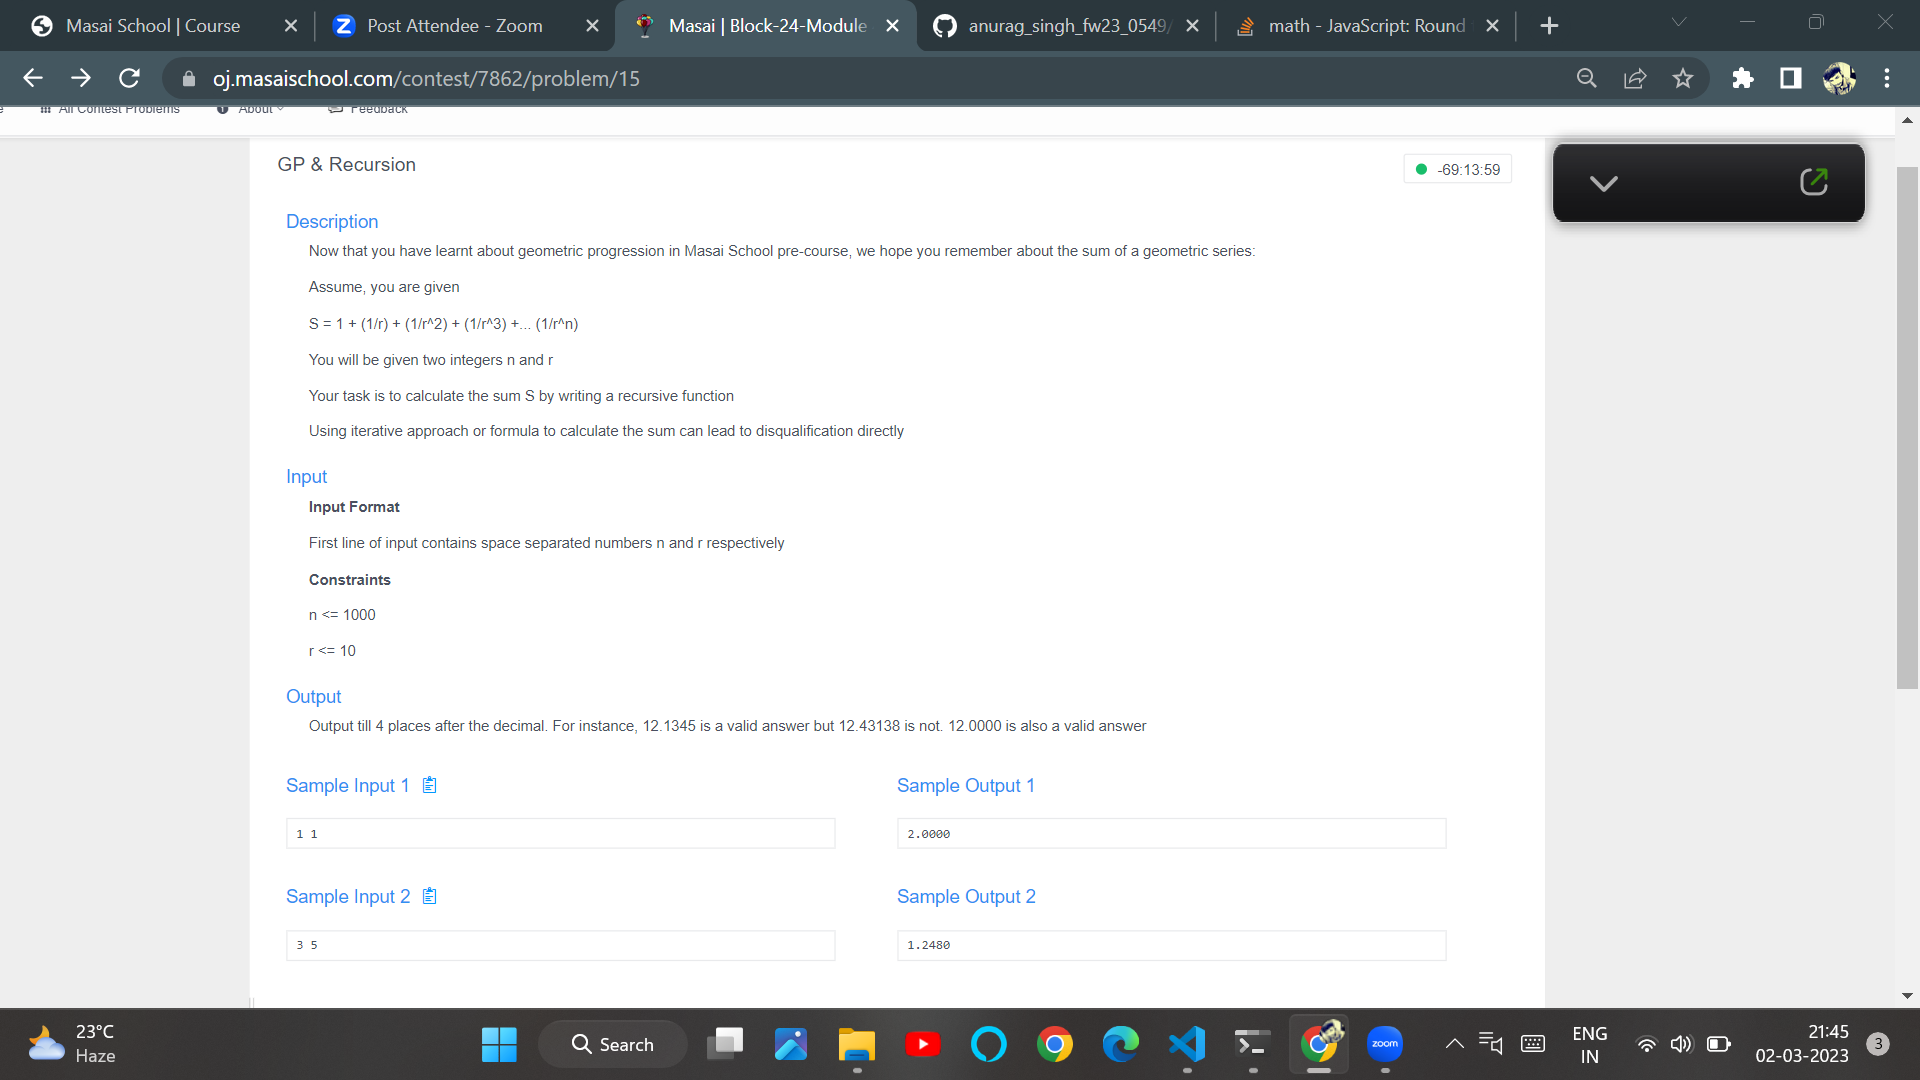 Masai School | Course
Post Attendee - Zoom
Masai | Block-24-Module
anurag_singh_fw23_0549/
math - JavaScript: Round
oj.masaischool.com/contest/7862/problem/15
All Contest Problems
About
Feedback
GP & Recursion
-69:13:59
Description
Now that you have learnt about geometric progression in Masai School pre-course, we hope you remember about the sum of a geometric series:
Assume, you are given
S = 1 + (1/r) + (1/r^2) + (1/r^3) +... (1/r^n)
You will be given two integers n and r
Your task is to calculate the sum S by writing a recursive function
Using iterative approach or formula to calculate the sum can lead to disqualification directly
Input
Input Format
First line of input contains space separated numbers n and r respectively
Constraints
n <= 1000
r <= 10
Output
Output till 4 places after the decimal. For instance, 12.1345 is a valid answer but 12.43138 is not. 12.0000 is also a valid answer
Sample Input 1
Sample Output 1
1 1
2.0000
Sample Input 2
Sample Output 2
3 5
1.2480
23°C
Haze
Search
zoom
ENG
IN
21:45
02-03-2023
3